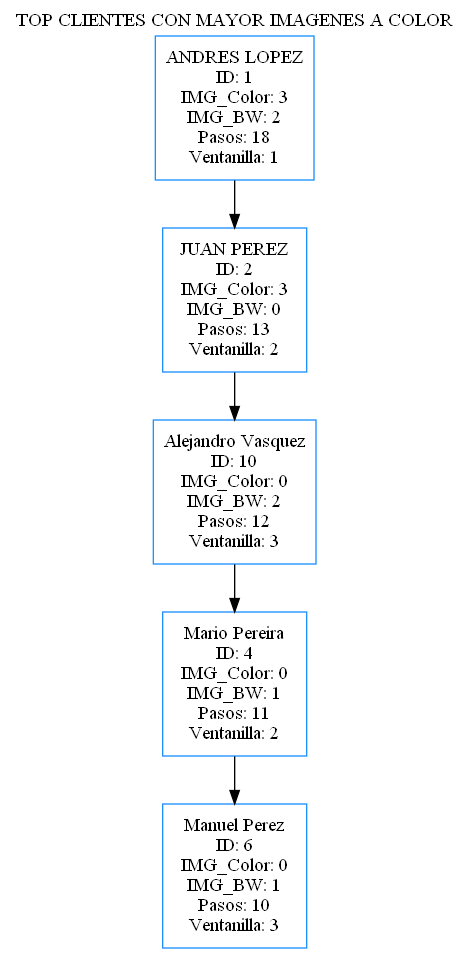 TOP CLIENTES CON MAYOR IMAGENES A COLOR
ANDRES LOPEZ
ID: 1
IMG_Color: 3
IMG_BW: 2
Pasos: 18
Ventanilla: 1
JUAN PEREZ
ID: 2
IMG_Color: 3
IMG_BW: 0
Pasos: 13
Ventanilla: 2
Alejandro Vasquez
ID: 10
IMG_Color: 0
IMG_BW: 2
Pasos: 12
Ventanilla: 3
Mario Pereira
ID: 4
IMG_Color: 0
IMG_BW: 1
Pasos: 11
Ventanilla: 2
Manuel Perez
ID: 6
IMG_Color: 0
IMG_BW: 1
Pasos: 10
Ventanilla: 3